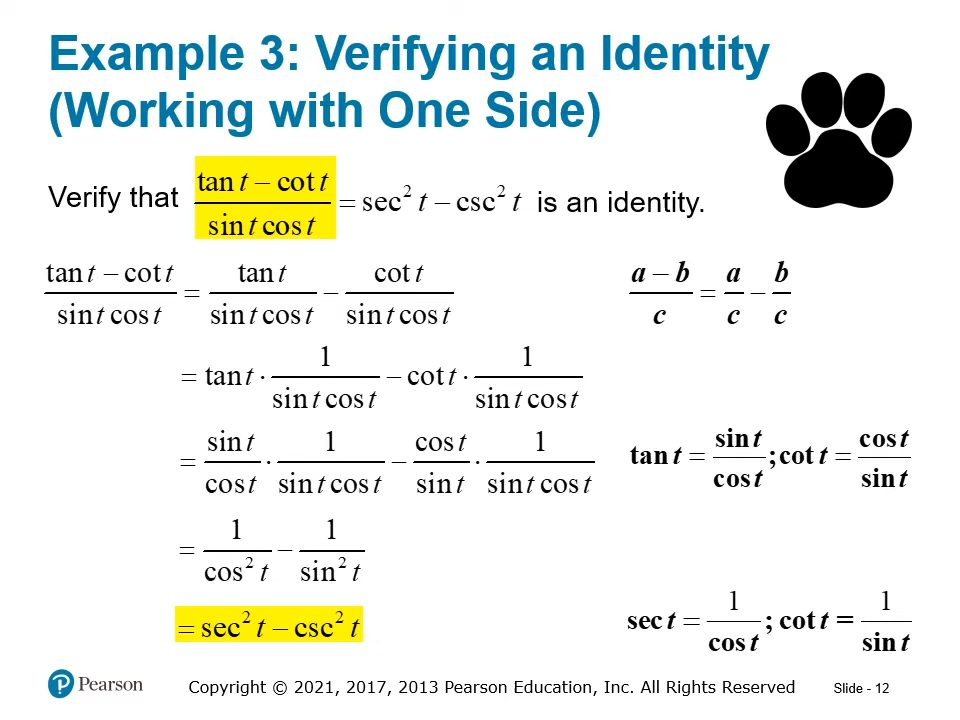 Example 3: Verifying an Identity
(Working with One Side)
Verify that (tan t − cot t)/(sin t cos t) = sec² t − csc² t is an identity.
(tan t − cot t)/(sin t cos t) = tan t/(sin t cos t) − cot t/(sin t cos t)
(a − b)/c = a/c − b/c
= tan t · 1/(sin t cos t) − cot t · 1/(sin t cos t)
= sin t/cos t · 1/(sin t cos t) − cos t/sin t · 1/(sin t cos t)
tan t = sin t/cos t; cot t = cos t/sin t
= 1/cos² t − 1/sin² t
= sec² t − csc² t
sec t = 1/cos t; cot t = 1/sin t
Pearson
Copyright © 2021, 2017, 2013 Pearson Education, Inc. All Rights Reserved
Slide - 12